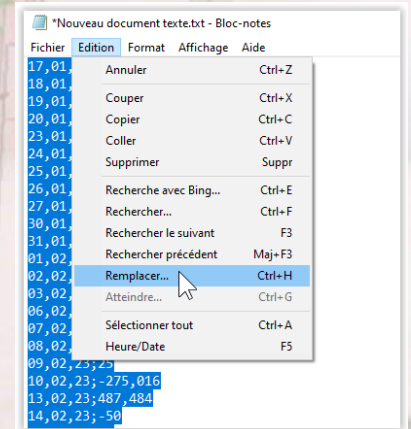 *Nouveau document texte.txt - Bloc-notes
Fichier Edition Format Affichage Aide
Annuler Ctrl+Z
Couper Ctrl+X
Copier Ctrl+C
Coller Ctrl+V
Supprimer Suppr
Recherche avec Bing... Ctrl+E
Rechercher... Ctrl+F
Rechercher le suivant F3
Rechercher précédent Maj+F3
Remplacer... Ctrl+H
Atteindre... Ctrl+G
Sélectionner tout Ctrl+A
Heure/Date F5
17,01,
18,01,
19,01,
20,01,
23,01,
24,01,
25,01,
26,01,
27,01,
30,01,
31,01,
01,02,
02,02,
03,02,
06,02,
07,02,
08,02,
09,02,23;25
10,02,23;-275,016
13,02,23;487,484
14,02,23;-50